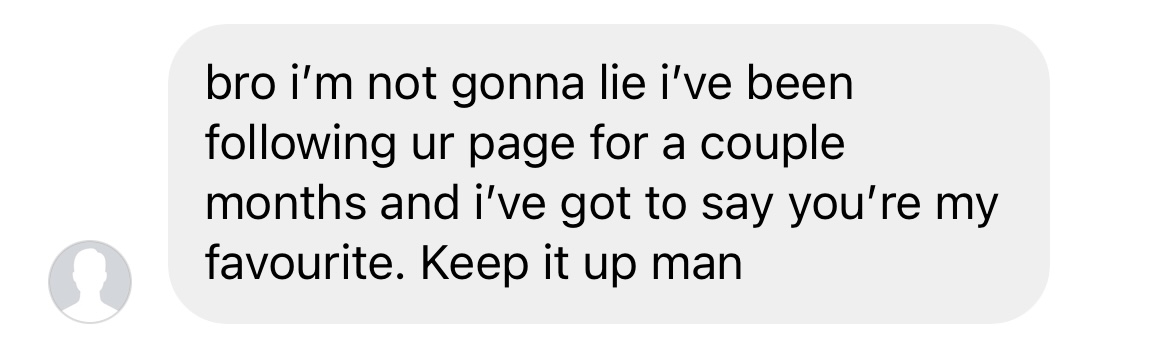 bro i’m not gonna lie i’ve been
following ur page for a couple
months and i’ve got to say you’re my
favourite. Keep it up man